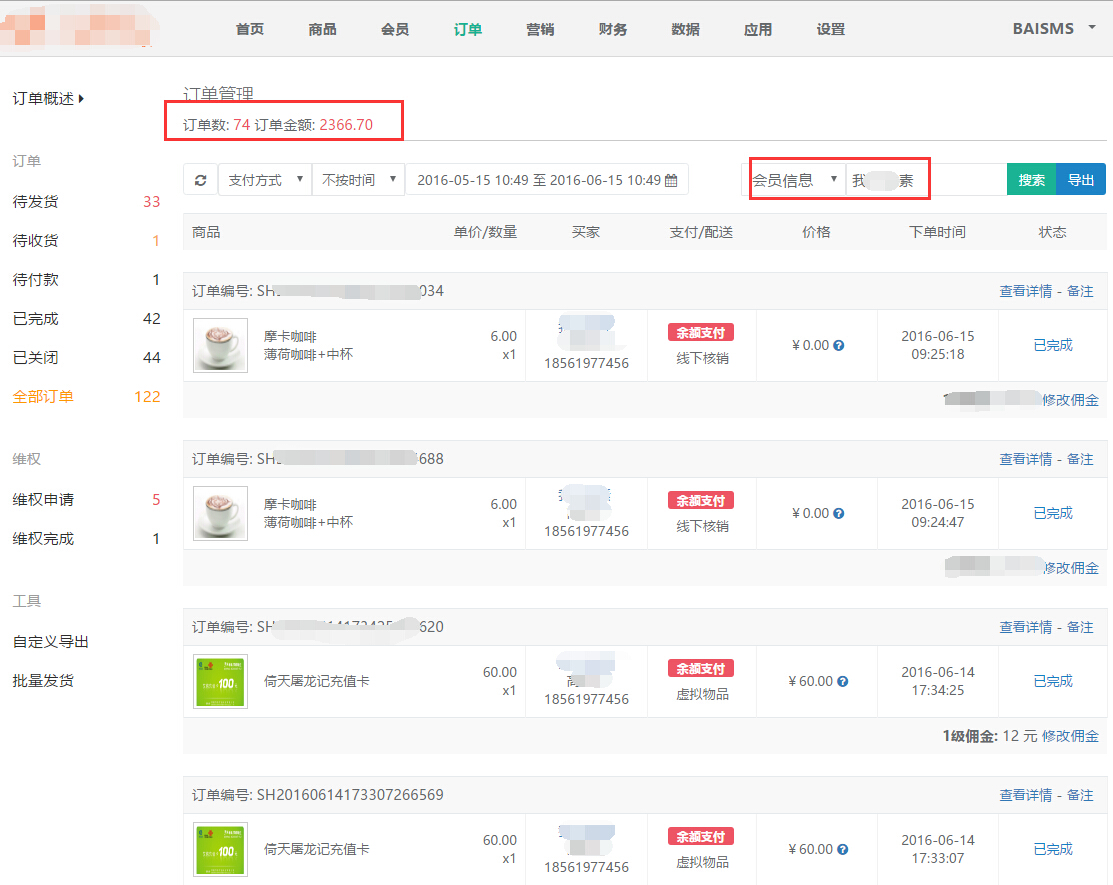 首页 商品 会员 订单 营销 财务 数据 应用 设置 BAISMS
订单概述
订单
待发货 33
待收货 1
待付款 1
已完成 42
已关闭 44
全部订单 122
维权
维权申请 5
维权完成 1
工具
自定义导出
批量发货
订单管理
订单数: 74 订单金额: 2366.70
支付方式 不按时间 2016-05-15 10:49 至 2016-06-15 10:49 会员信息 我 素 搜索 导出
商品 单价/数量 买家 支付/配送 价格 下单时间 状态
订单编号: SH 034 查看详情 - 备注
摩卡咖啡 6.00 余额支付 2016-06-15
薄荷咖啡+中杯 x1 18561977456 线下核销 ¥ 0.00 09:25:18 已完成
修改佣金
订单编号: SH 688 查看详情 - 备注
摩卡咖啡 6.00 余额支付 2016-06-15
薄荷咖啡+中杯 x1 18561977456 线下核销 ¥ 0.00 09:24:47 已完成
修改佣金
订单编号: SH 620 查看详情 - 备注
倚天屠龙记充值卡 60.00 余额支付 ¥ 60.00 2016-06-14 已完成
x1 18561977456 虚拟物品 17:34:25
1级佣金: 12 元 修改佣金
订单编号: SH20160614173307266569 查看详情 - 备注
倚天屠龙记充值卡 60.00 余额支付 ¥ 60.00 2016-06-14 已完成
x1 18561977456 虚拟物品 17:33:07